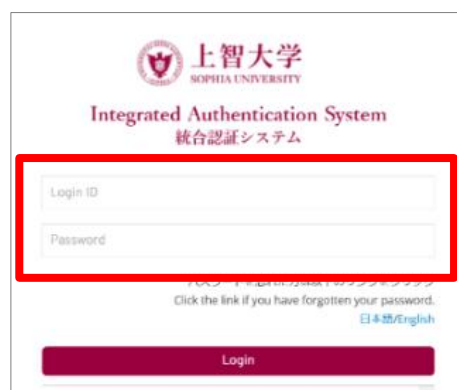 上智大学
SOPHIA UNIVERSITY
Integrated Authentication System
統合認証システム
Login ID
Password
Click the link if you have forgotten your password.
日本語/English
Login